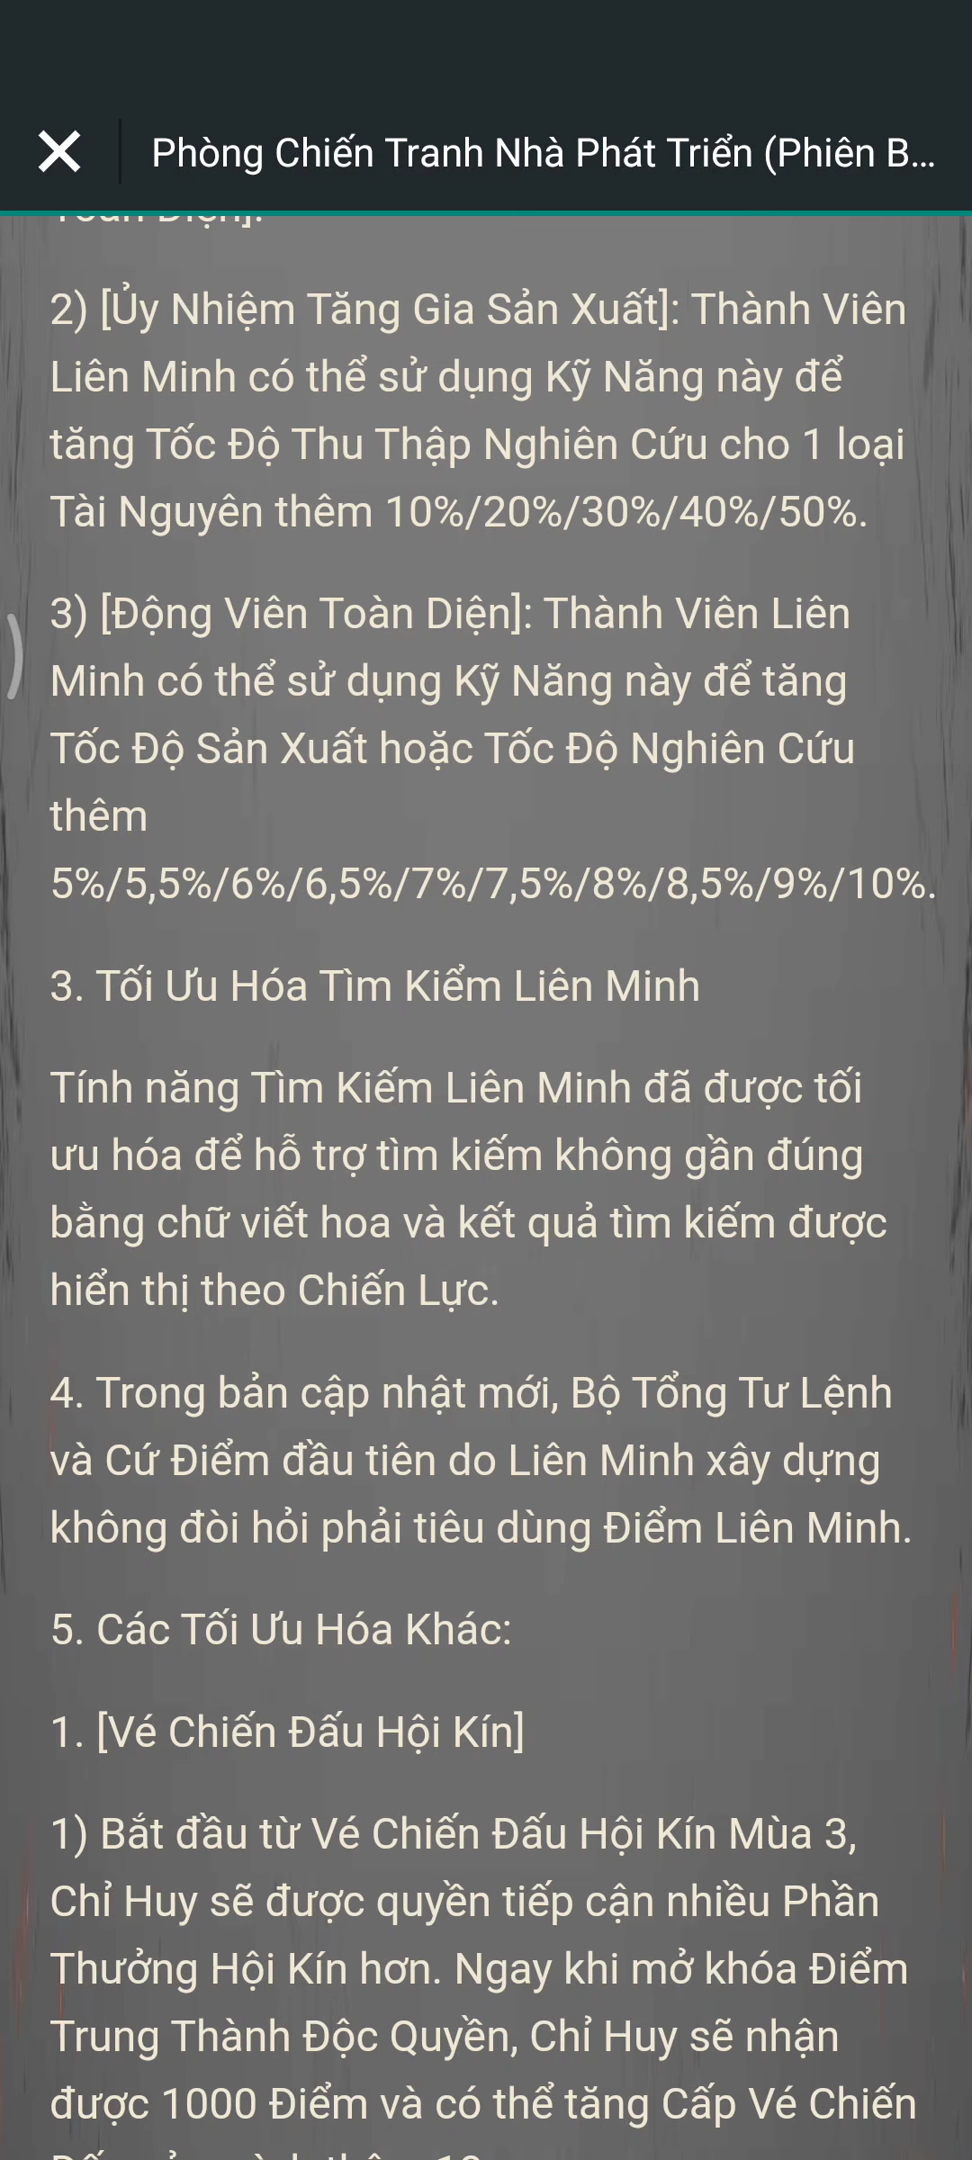 Phòng Chiến Tranh Nhà Phát Triển (Phiên B...
Toàn Diện].
2) [Ủy Nhiệm Tăng Gia Sản Xuất]: Thành Viên
Liên Minh có thể sử dụng Kỹ Năng này để
tăng Tốc Độ Thu Thập Nghiên Cứu cho 1 loại
Tài Nguyên thêm 10%/20%/30%/40%/50%.
3) [Động Viên Toàn Diện]: Thành Viên Liên
Minh có thể sử dụng Kỹ Năng này để tăng
Tốc Độ Sản Xuất hoặc Tốc Độ Nghiên Cứu
thêm
5%/5,5%/6%/6,5%/7%/7,5%/8%/8,5%/9%/10%.
3. Tối Ưu Hóa Tìm Kiểm Liên Minh
Tính năng Tìm Kiếm Liên Minh đã được tối
ưu hóa để hỗ trợ tìm kiếm không gần đúng
bằng chữ viết hoa và kết quả tìm kiếm được
hiển thị theo Chiến Lực.
4. Trong bản cập nhật mới, Bộ Tổng Tư Lệnh
và Cứ Điểm đầu tiên do Liên Minh xây dựng
không đòi hỏi phải tiêu dùng Điểm Liên Minh.
5. Các Tối Ưu Hóa Khác:
1. [Vé Chiến Đấu Hội Kín]
1) Bắt đầu từ Vé Chiến Đấu Hội Kín Mùa 3,
Chỉ Huy sẽ được quyền tiếp cận nhiều Phần
Thưởng Hội Kín hơn. Ngay khi mở khóa Điểm
Trung Thành Độc Quyền, Chỉ Huy sẽ nhận
được 1000 Điểm và có thể tăng Cấp Vé Chiến